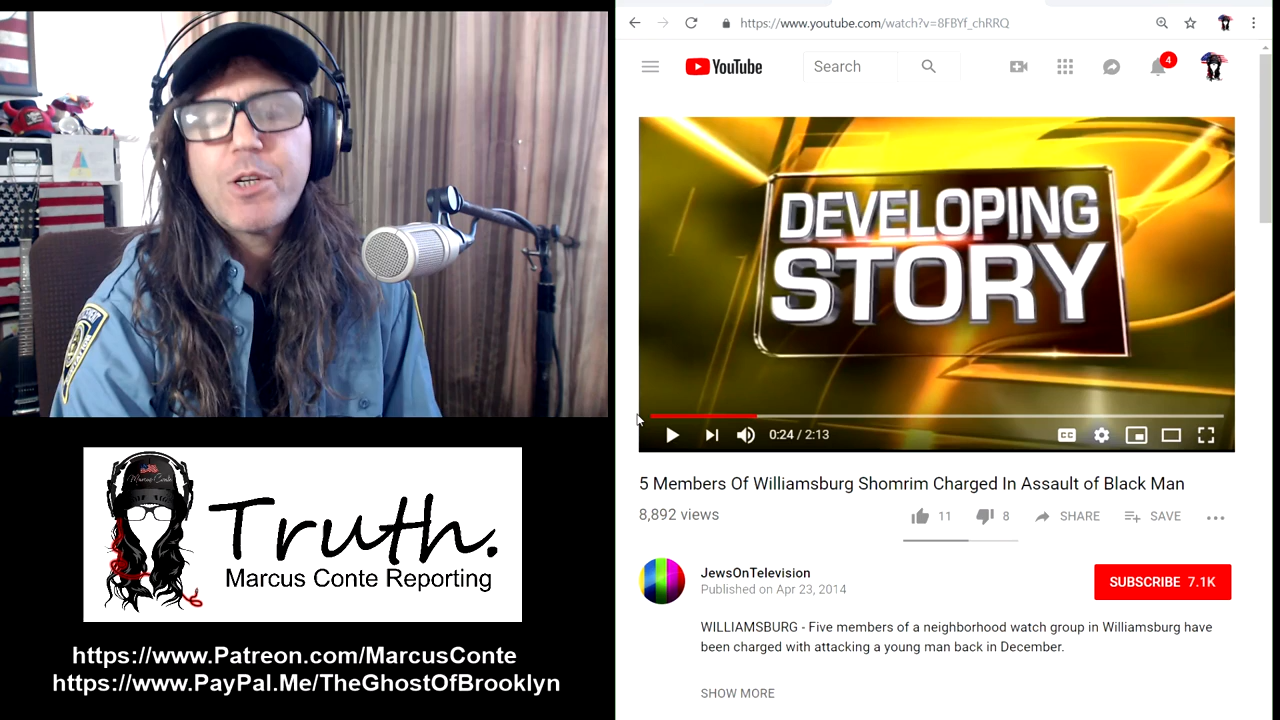 https://www.youtube.com/watch?v=8FBYf_chRRQ
YouTube
Search
4
DEVELOPING
STORY
0:24 / 2:13
CC
5 Members Of Williamsburg Shomrim Charged In Assault of Black Man
8,892 views
11
8
SHARE
SAVE
JewsOnTelevision
Published on Apr 23, 2014
SUBSCRIBE 7.1K
WILLIAMSBURG - Five members of a neighborhood watch group in Williamsburg have
been charged with attacking a young man back in December.
SHOW MORE
Marcus Conte
Truth.
Marcus Conte Reporting
https://www.Patreon.com/MarcusConte
https://www.PayPal.Me/TheGhostOfBrooklyn